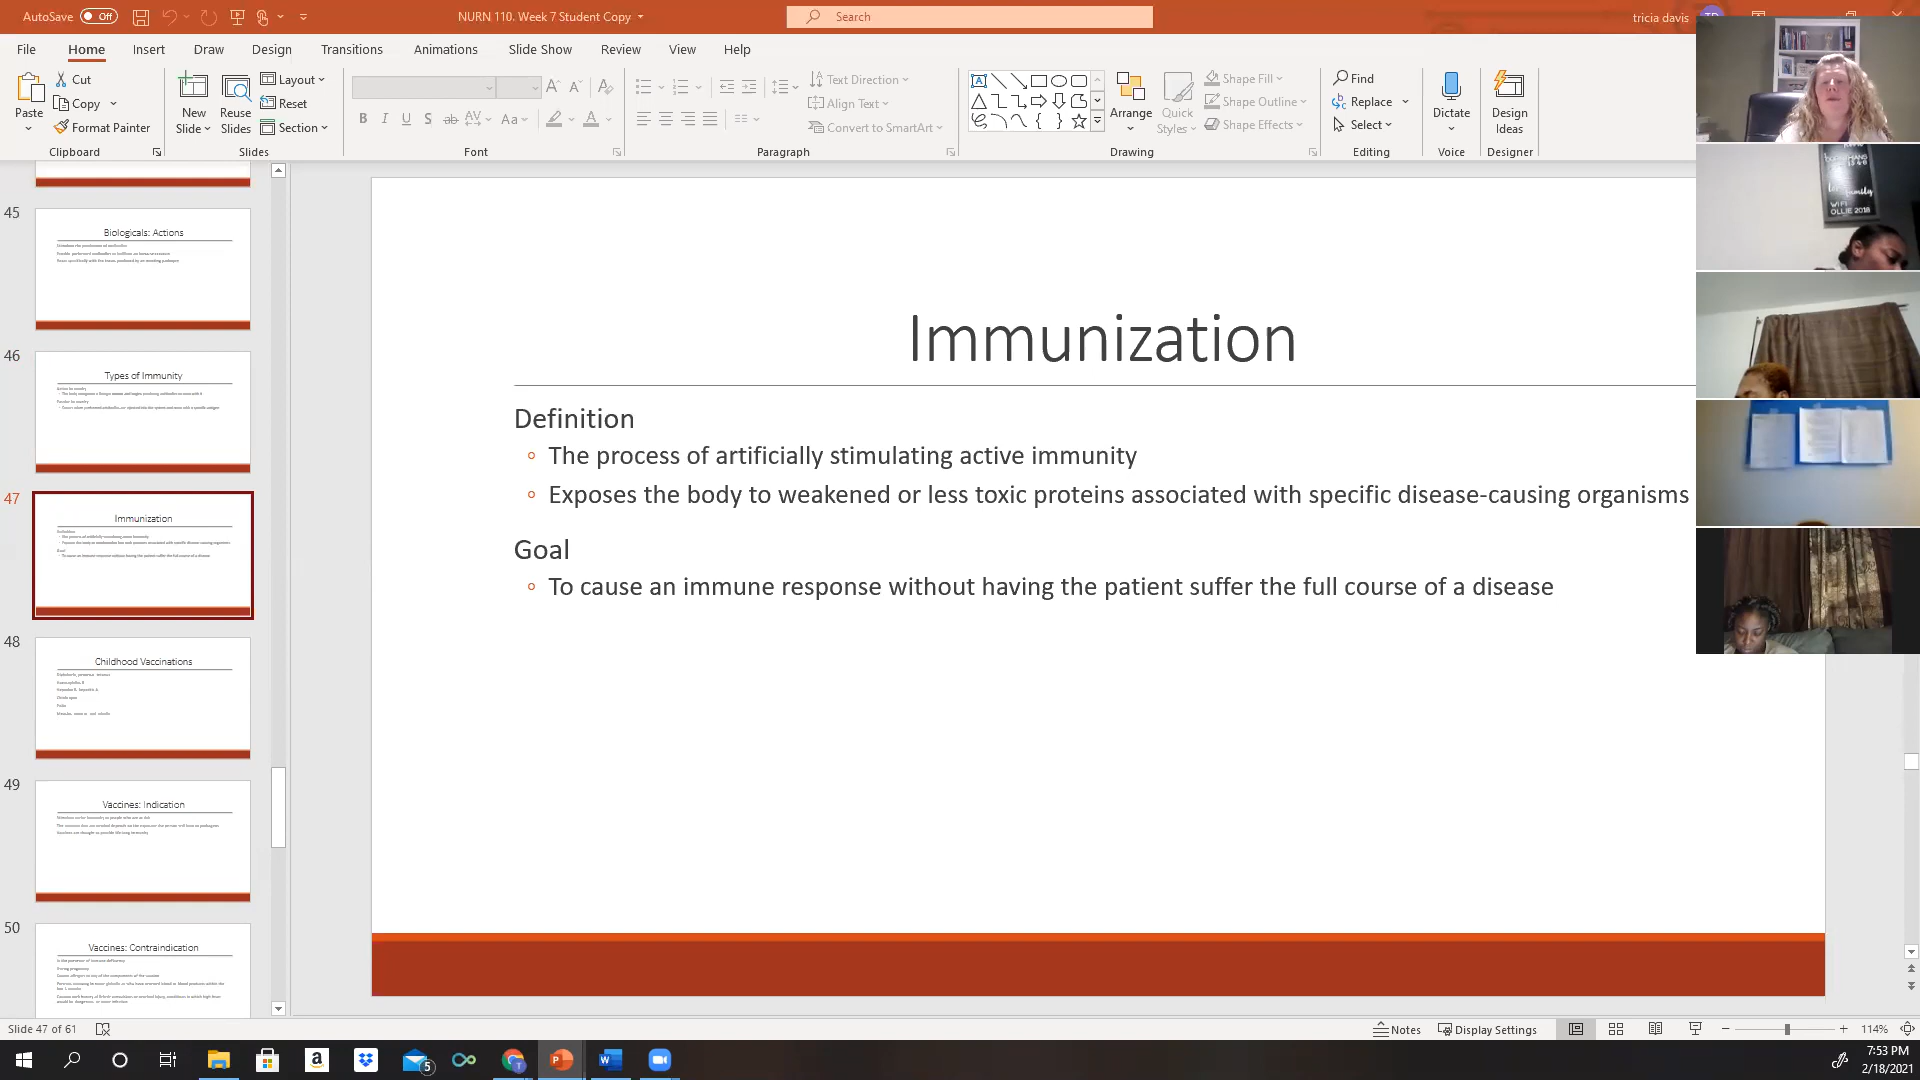 AutoSave Off
NURN 110. Week 7 Student Copy
Search
tricia davis
File Home Insert Draw Design Transitions Animations Slide Show Review View Help
Paste
Cut
Copy
Format Painter
Clipboard
New Slide
Reuse Slides
Layout
Reset
Section
Slides
Font
Text Direction
Align Text
Convert to SmartArt
Paragraph
Arrange
Quick Styles
Shape Fill
Shape Outline
Shape Effects
Drawing
Find
Replace
Select
Editing
Dictate
Voice
Design Ideas
Designer
45
Biologicals: Actions
46
Types of Immunity
47
Immunization
48
Childhood Vaccinations
49
Vaccines: Indication
50
Vaccines: Contraindication
Immunization
Definition
The process of artificially stimulating active immunity
Exposes the body to weakened or less toxic proteins associated with specific disease-causing organisms
Goal
To cause an immune response without having the patient suffer the full course of a disease
family
WiFi
OLLIE 2018
Slide 47 of 61
Notes
Display Settings
114%
5
7:53 PM
2/18/2021